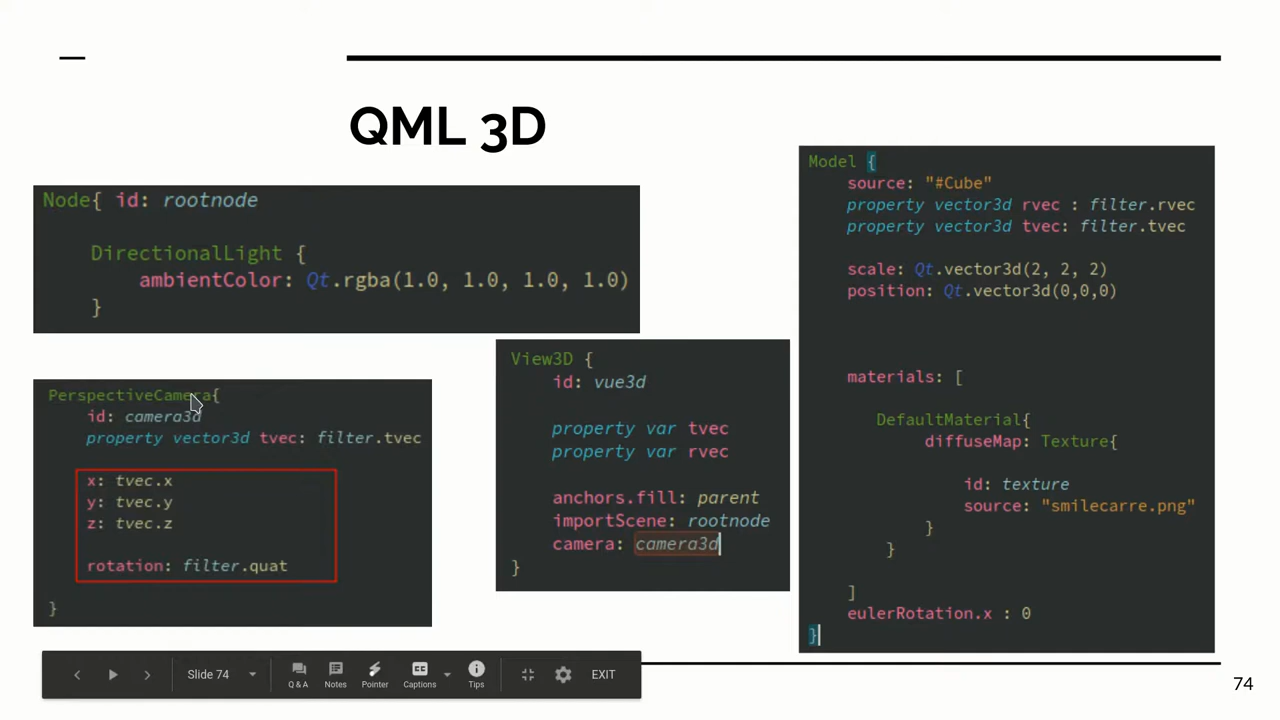 QML 3D
Node{ id: rootnode
DirectionalLight {
ambientColor: Qt.rgba(1.0, 1.0, 1.0, 1.0)
}
PerspectiveCamera{
id: camera3d
property vector3d tvec: filter.tvec
x: tvec.x
y: tvec.y
z: tvec.z
rotation: filter.quat
}
View3D {
id: vue3d
property var tvec
property var rvec
anchors.fill: parent
importScene: rootnode
camera: camera3d
}
Model {
source: "#Cube"
property vector3d rvec : filter.rvec
property vector3d tvec: filter.tvec
scale: Qt.vector3d(2, 2, 2)
position: Qt.vector3d(0,0,0)
materials: [
DefaultMaterial{
diffuseMap: Texture{
id: texture
source: "smilecarre.png"
}
}
]
eulerRotation.x : 0
}
Slide 74
Q & A
Notes
Pointer
Captions
Tips
EXIT
74